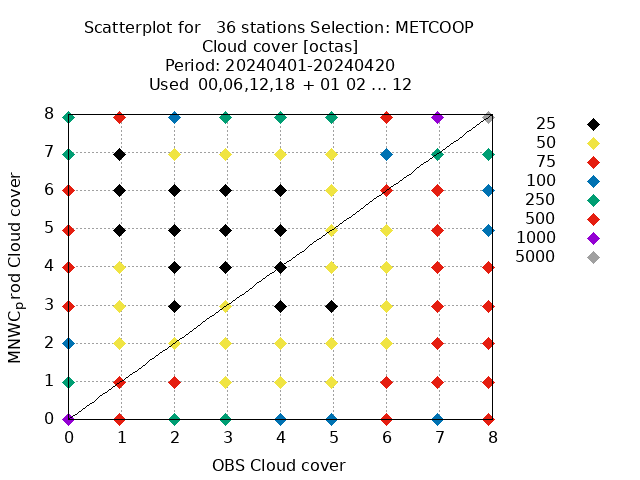 Scatterplot for   36 stations Selection: METCOOP
Cloud cover [octas]
Period: 20240401-20240420
Used  00,06,12,18 + 01 02 ... 12
8
7
6
5
4
3
2
1
0
MNWC_prod Cloud cover
0 1 2 3 4 5 6 7 8
OBS Cloud cover
25
50
75
100
250
500
1000
5000